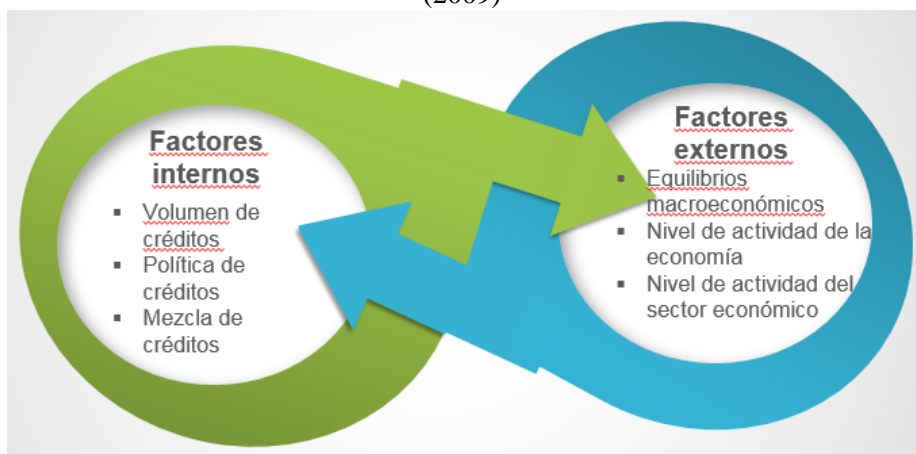 (2009)
Factores
internos
▪ Volumen de
créditos
▪ Política de
créditos
▪ Mezcla de
créditos
Factores
externos
▪ Equilibrios
macroeconómicos
▪ Nivel de actividad de la
economía
▪ Nivel de actividad del
sector económico